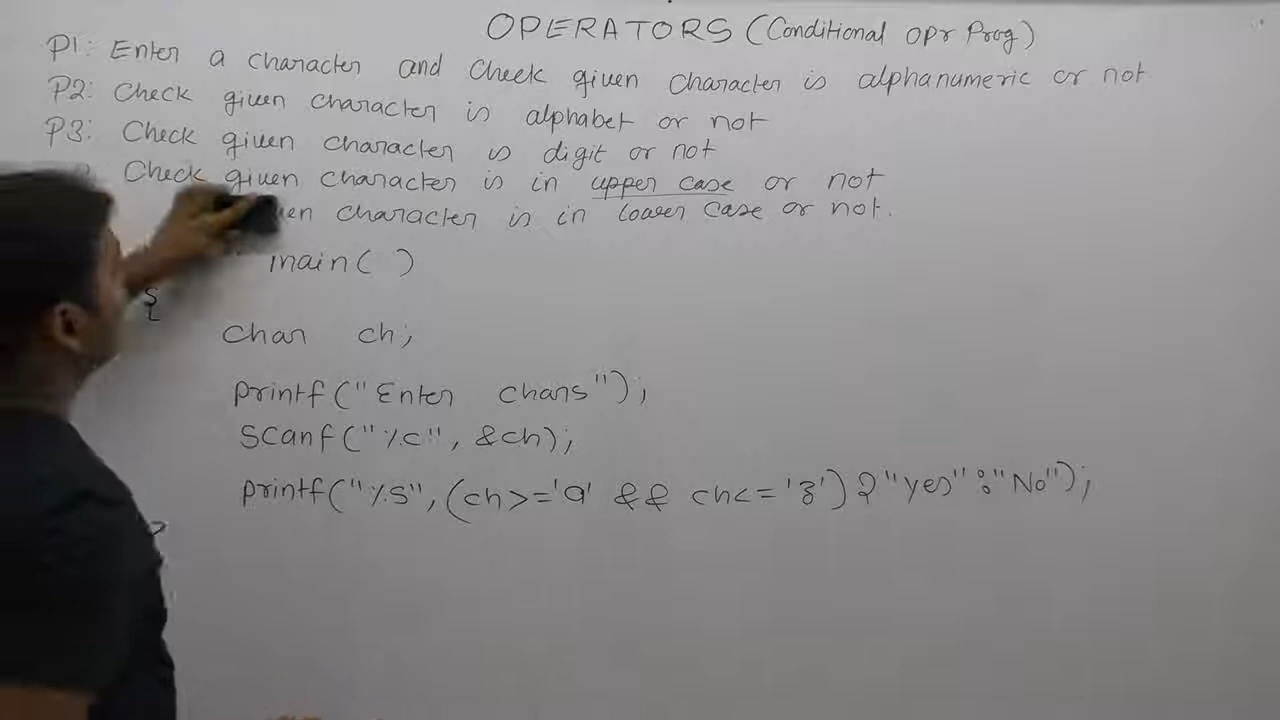 OPERATORS (Conditional Opr Prog)
P1: Enter a character and Check given Character is alphanumeric or not
P2: Check given character is alphabet or not
P3: Check given character is digit or not
Check given character is in upper case or not
character is in lower case or not.
main( )
{
char ch;
printf("Enter chars");
scanf("%c", &ch);
printf("%s",(ch>='a' && ch<='z')?"yes":"No");
}